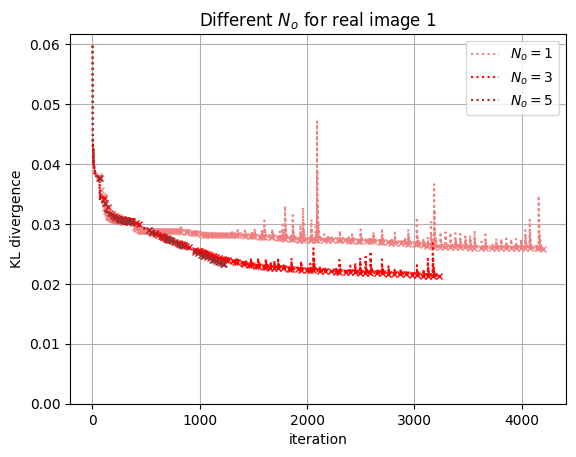 Different $N_o$ for real image 1
KL divergence
0.06
0.05
0.04
0.03
0.02
0.01
0.00
$N_o = 1$
$N_o = 3$
$N_o = 5$
0 1000 2000 3000 4000
iteration